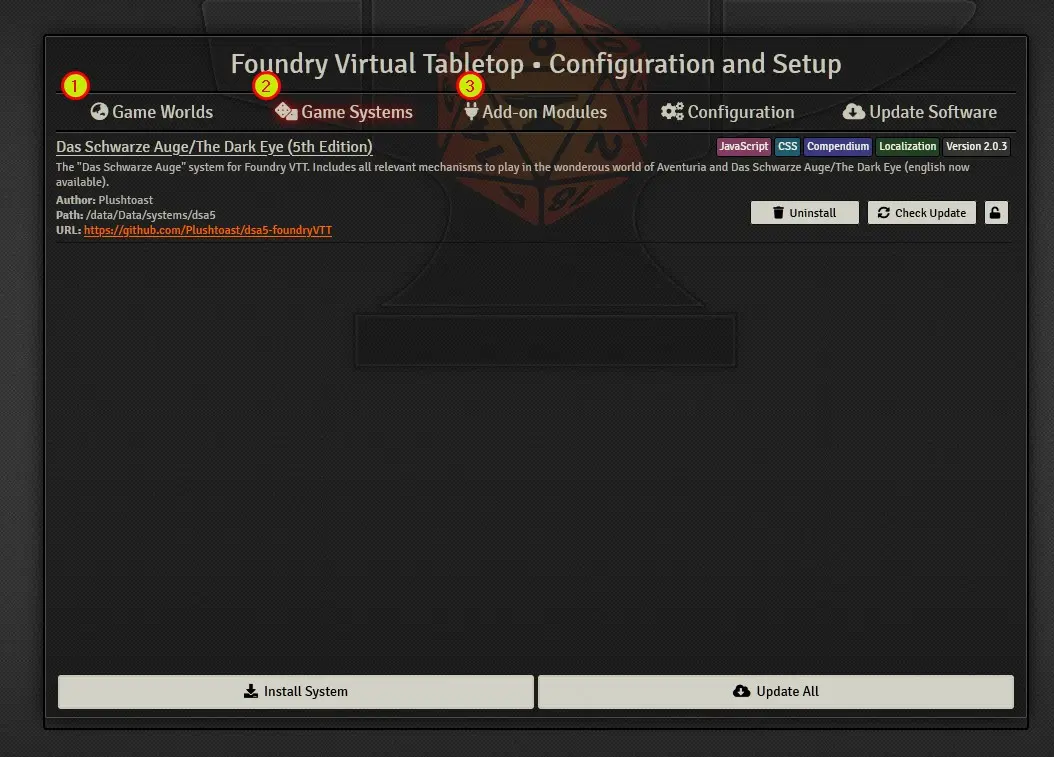 Foundry Virtual Tabletop • Configuration and Setup
1 2 3
Game Worlds Game Systems Add-on Modules Configuration Update Software
Das Schwarze Auge/The Dark Eye (5th Edition) JavaScript CSS Compendium Localization Version 2.0.3
The "Das Schwarze Auge" system for Foundry VTT. Includes all relevant mechanisms to play in the wonderous world of Aventuria and Das Schwarze Auge/The Dark Eye (english now
available).
Author: Plushtoast
Path: /data/Data/systems/dsa5
URL: https://github.com/Plushtoast/dsa5-foundryVTT
Uninstall Check Update
Install System Update All